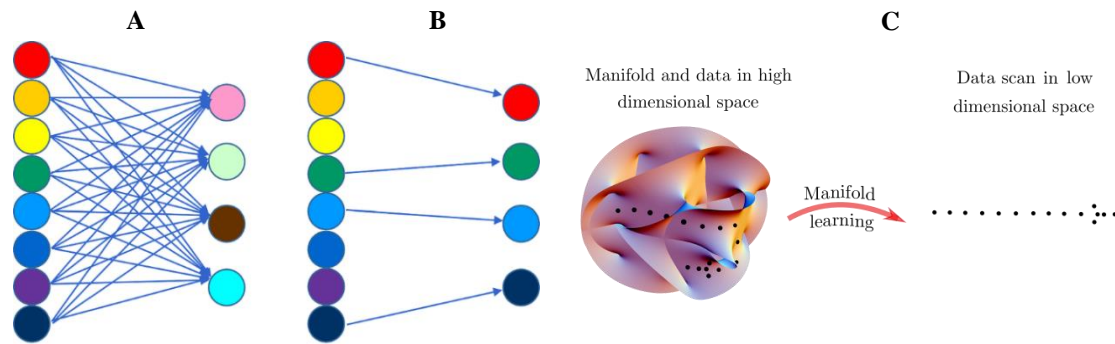 A
B
C
Manifold and data in high
dimensional space
Data scan in low
dimensional space
Manifold
learning